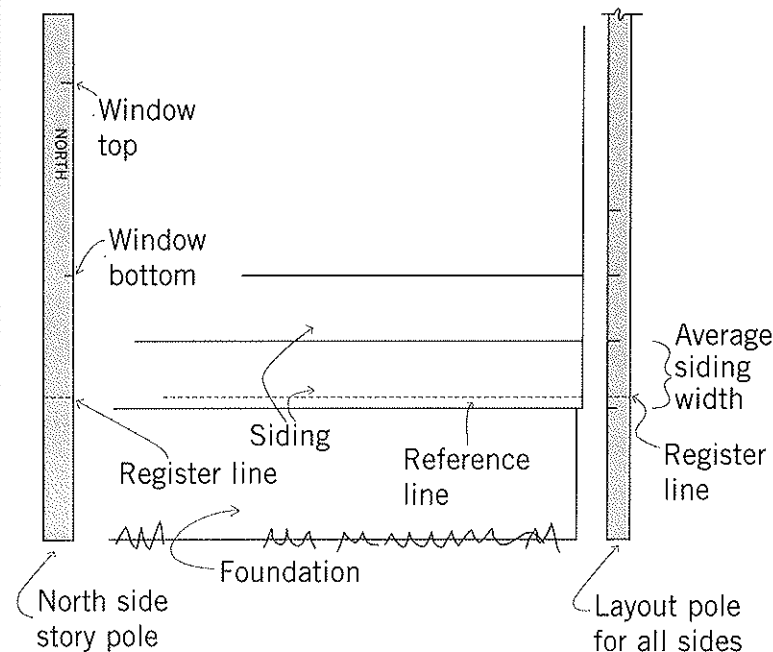 Window
top
NORTH
Window
bottom
Average
siding
width
Siding
Register line
Reference
line
Register
line
Foundation
North side
story pole
Layout pole
for all sides